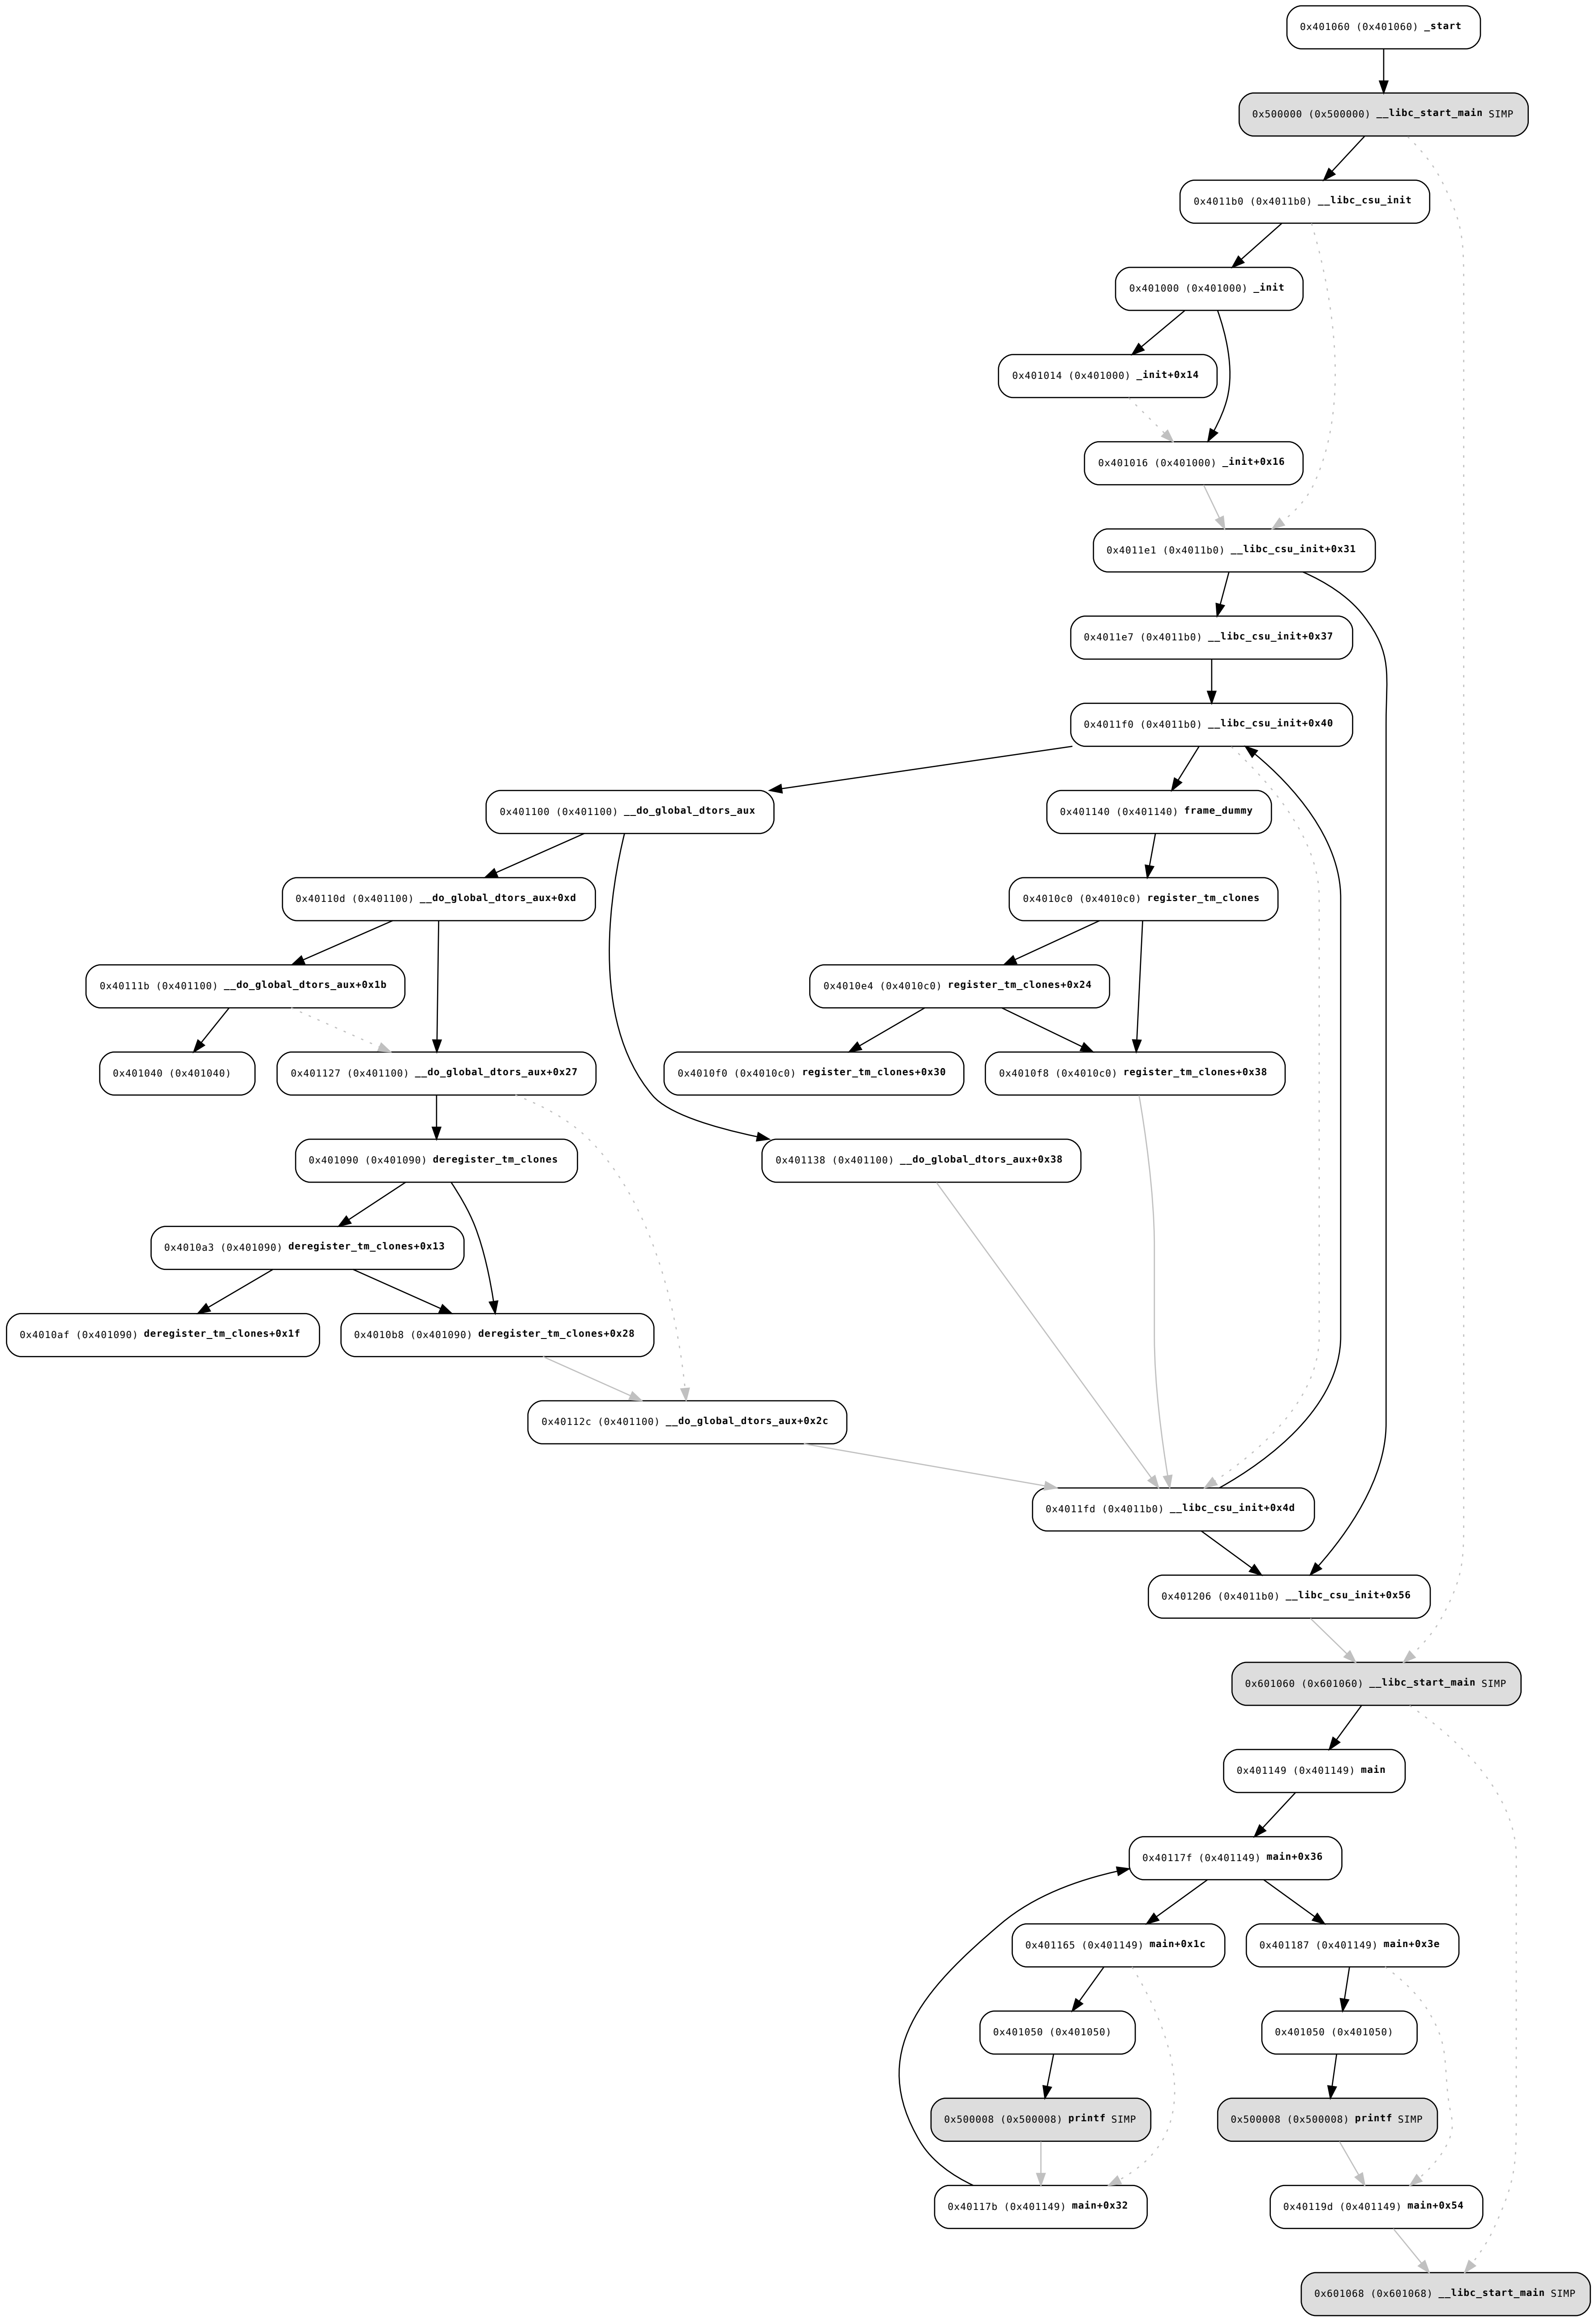 0x401060 (0x401060) _start
0x500000 (0x500000) __libc_start_main SIMP
0x4011b0 (0x4011b0) __libc_csu_init
0x401000 (0x401000) _init
0x401014 (0x401000) _init+0x14
0x401016 (0x401000) _init+0x16
0x4011e1 (0x4011b0) __libc_csu_init+0x31
0x4011e7 (0x4011b0) __libc_csu_init+0x37
0x4011f0 (0x4011b0) __libc_csu_init+0x40
0x401100 (0x401100) __do_global_dtors_aux
0x401140 (0x401140) frame_dummy
0x40110d (0x401100) __do_global_dtors_aux+0xd
0x4010c0 (0x4010c0) register_tm_clones
0x40111b (0x401100) __do_global_dtors_aux+0x1b
0x4010e4 (0x4010c0) register_tm_clones+0x24
0x401040 (0x401040)
0x401127 (0x401100) __do_global_dtors_aux+0x27
0x4010f0 (0x4010c0) register_tm_clones+0x30
0x4010f8 (0x4010c0) register_tm_clones+0x38
0x401090 (0x401090) deregister_tm_clones
0x401138 (0x401100) __do_global_dtors_aux+0x38
0x4010a3 (0x401090) deregister_tm_clones+0x13
0x4010af (0x401090) deregister_tm_clones+0x1f
0x4010b8 (0x401090) deregister_tm_clones+0x28
0x40112c (0x401100) __do_global_dtors_aux+0x2c
0x4011fd (0x4011b0) __libc_csu_init+0x4d
0x401206 (0x4011b0) __libc_csu_init+0x56
0x601060 (0x601060) __libc_start_main SIMP
0x401149 (0x401149) main
0x40117f (0x401149) main+0x36
0x401165 (0x401149) main+0x1c
0x401187 (0x401149) main+0x3e
0x401050 (0x401050)
0x401050 (0x401050)
0x500008 (0x500008) printf SIMP
0x500008 (0x500008) printf SIMP
0x40117b (0x401149) main+0x32
0x40119d (0x401149) main+0x54
0x601068 (0x601068) __libc_start_main SIMP